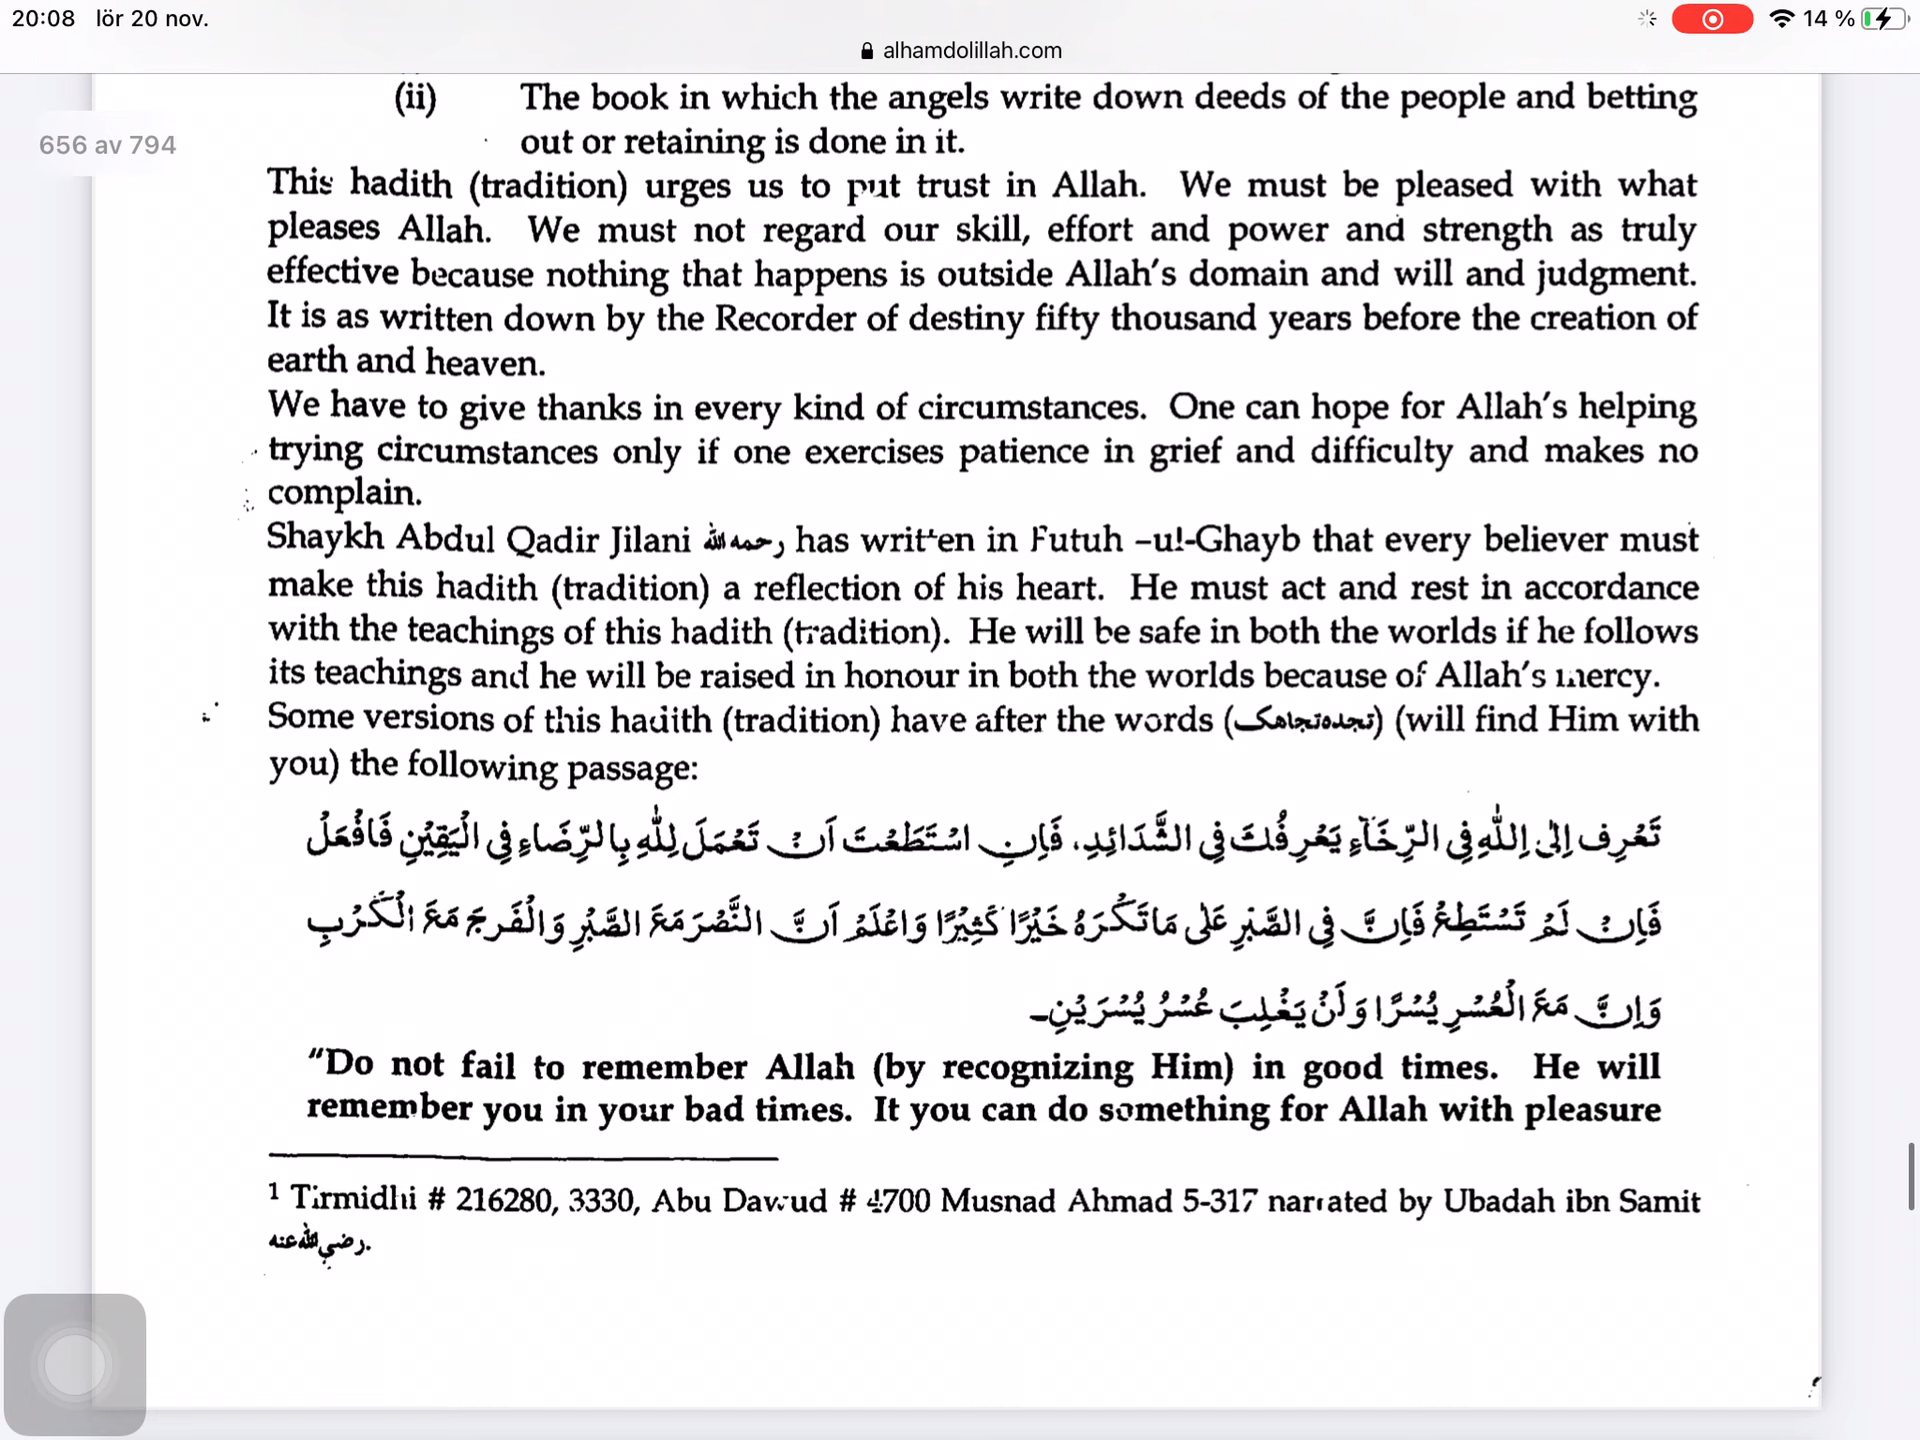 20:08 lör 20 nov.
14 %
alhamdolillah.com
656 av 794
(ii) The book in which the angels write down deeds of the people and betting
out or retaining is done in it.
This hadith (tradition) urges us to put trust in Allah. We must be pleased with what
pleases Allah. We must not regard our skill, effort and power and strength as truly
effective because nothing that happens is outside Allah's domain and will and judgment.
It is as written down by the Recorder of destiny fifty thousand years before the creation of
earth and heaven.
We have to give thanks in every kind of circumstances. One can hope for Allah's helping
trying circumstances only if one exercises patience in grief and difficulty and makes no
complain.
Shaykh Abdul Qadir Jilani رحمه الله has written in Futuh –ul-Ghayb that every believer must
make this hadith (tradition) a reflection of his heart. He must act and rest in accordance
with the teachings of this hadith (tradition). He will be safe in both the worlds if he follows
its teachings and he will be raised in honour in both the worlds because of Allah's mercy.
Some versions of this hadith (tradition) have after the words (تجده تجاهک) (will find Him with
you) the following passage:
تَعْرِف اِلَى اللّٰهِ فِي الرِّخَآءِ يَعْرِفُكَ فِي الشَّدَائِدِ، فَاِنِ اسْتَطَعْتَ اَنْ تَعْمَلَ لِلّٰهِ بِالرِّضَاءِ فِي الْيَقِيْنِ فَافْعَلْ
فَاِنْ لَمْ تَسْتَطِعْ فَاِنَّ فِي الصَّبْرِ عَلٰى مَا تَكْرَهُ خَيْرًا كَثِيْرًا وَاعْلَمْ اَنَّ النَّصْرَ مَعَ الصَّبْرِ وَالْفَرجَ مَعَ الْكَرْبِ
وَاِنَّ مَعَ الْعُسْرِ يُسْرًا وَلَنْ يَغْلِبَ عُسْرُ يُسْرَيْنِ۔
"Do not fail to remember Allah (by recognizing Him) in good times. He will
remember you in your bad times. It you can do something for Allah with pleasure
1 Tirmidhi # 216280, 3330, Abu Dawud # 4700 Musnad Ahmad 5-317 narrated by Ubadah ibn Samit
رضي الله عنه.